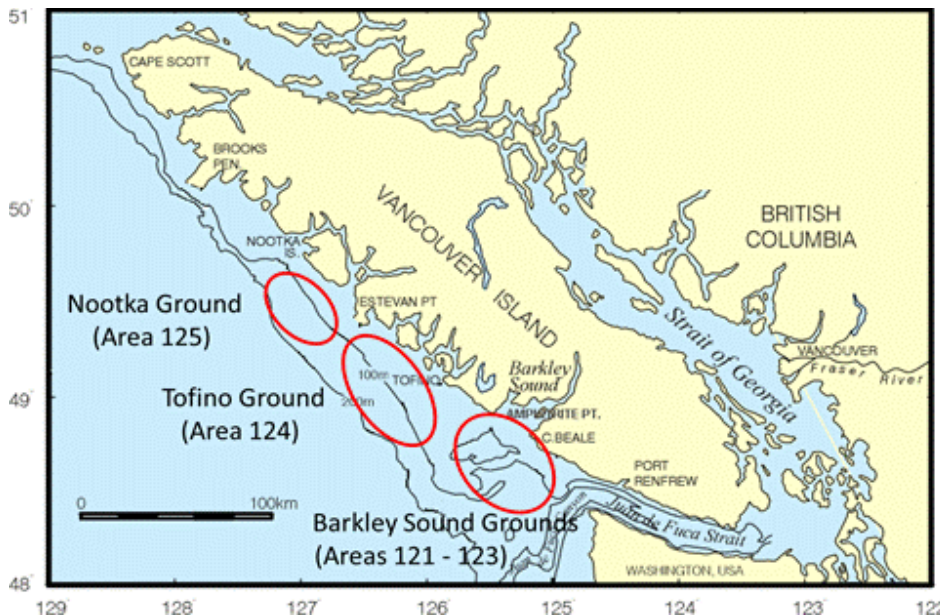 51°
CAPE SCOTT
BROOKS
PEN.
50°
VANCOUVER ISLAND
BRITISH
COLUMBIA
NOOTKA
IS.
Nootka Ground
(Area 125)
ESTEVAN PT
Strait of Georgia
VANCOUVER
Fraser River
Barkley
Sound
100m
TOFINO
49°
200m
Tofino Ground
(Area 124)
AMPHITRITE PT.
C.BEALE
PORT
RENFREW
0 100km
Juan de Fuca Strait
Barkley Sound Grounds
(Areas 121 - 123)
WASHINGTON, USA
48°
129° 128° 127° 126° 125° 124° 123° 122